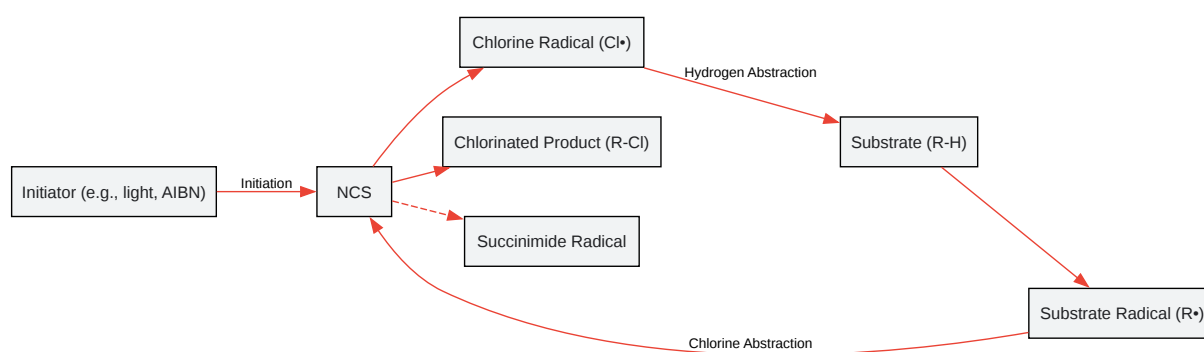 Chlorine Radical (Cl•)
Hydrogen Abstraction
Chlorinated Product (R-Cl)
Substrate (R-H)
Initiator (e.g., light, AIBN)
Initiation
NCS
Succinimide Radical
Substrate Radical (R•)
Chlorine Abstraction